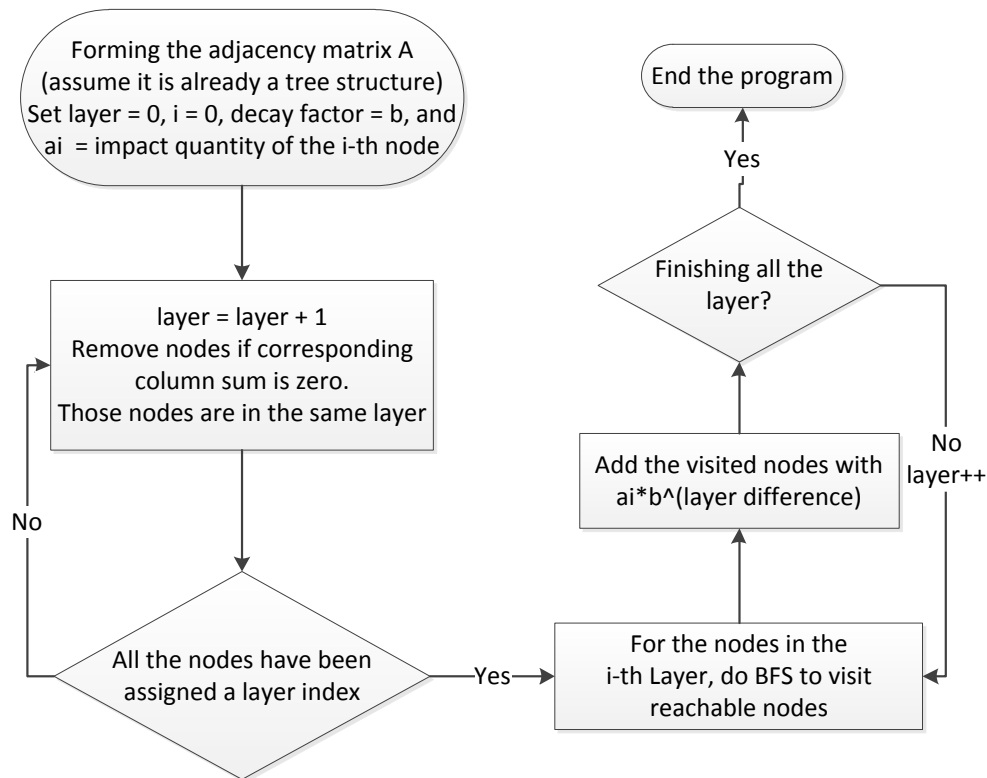 Forming the adjacency matrix A
(assume it is already a tree structure)
Set layer = 0, i = 0, decay factor = b, and
ai = impact quantity of the i-th node
layer = layer + 1
Remove nodes if corresponding
column sum is zero.
Those nodes are in the same layer
No
All the nodes have been
assigned a layer index
Yes
For the nodes in the
i-th Layer, do BFS to visit
reachable nodes
Add the visited nodes with
ai*b^(layer difference)
Finishing all the
layer?
No
layer++
Yes
End the program